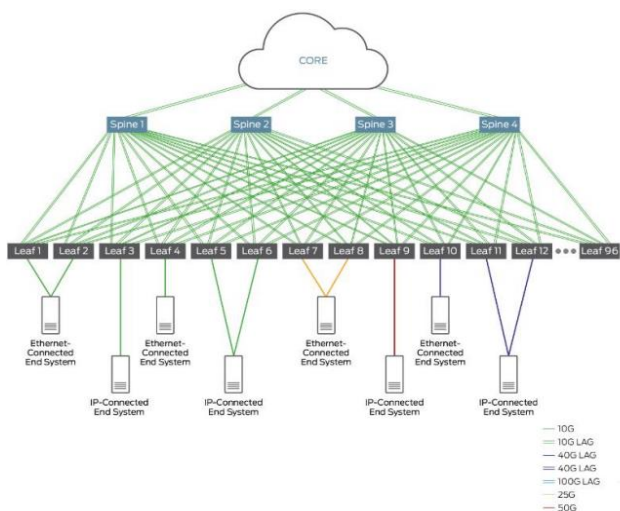 CORE
Spine 1 Spine 2 Spine 3 Spine 4
Leaf 1 Leaf 2 Leaf 3 Leaf 4 Leaf 5 Leaf 6 Leaf 7 Leaf 8 Leaf 9 Leaf 10 Leaf 11 Leaf 12 Leaf 96
Ethernet-
Connected
End System
Ethernet-
Connected
End System
Ethernet-
Connected
End System
Ethernet-
Connected
End System
IP-Connected
End System
IP-Connected
End System
IP-Connected
End System
IP-Connected
End System
10G
10G LAG
40G LAG
40G LAG
100G LAG
25G
50G